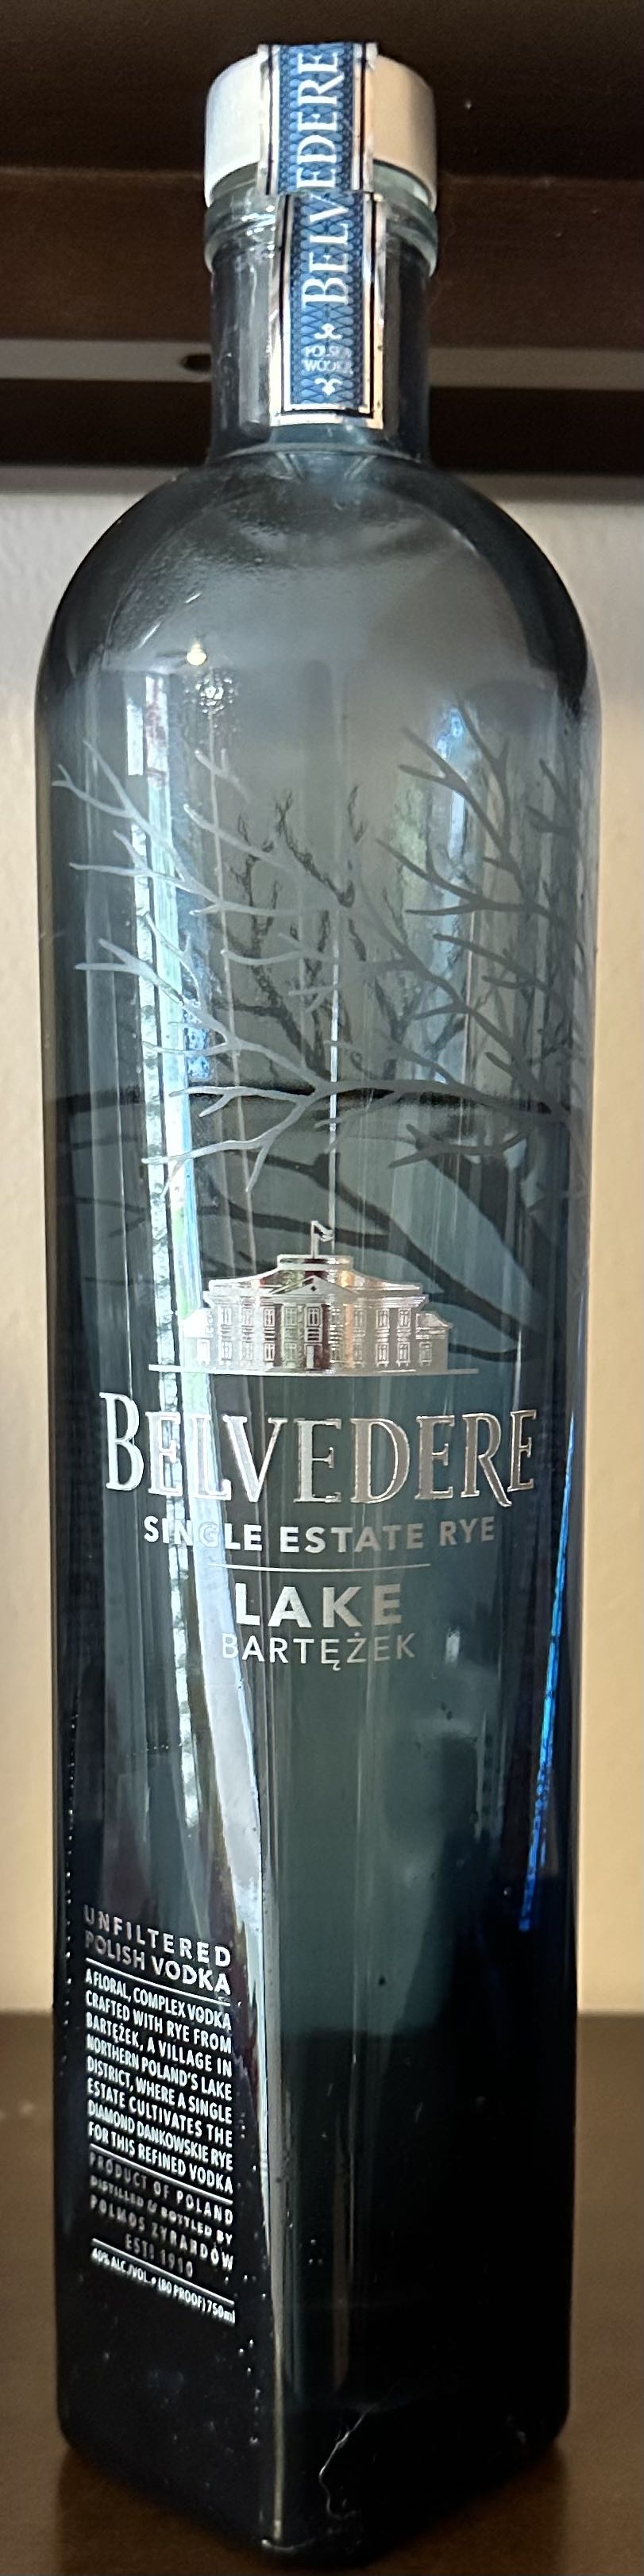 BELVEDERE
POLSKA
WÓDKA
BELVEDERE
SINGLE ESTATE RYE
LAKE
BARTĘŻEK
UNFILTERED
POLISH VODKA
A FLORAL, COMPLEX VODKA
CRAFTED WITH RYE FROM
BARTĘŻEK, A VILLAGE IN
NORTHERN POLAND'S LAKE
DISTRICT, WHERE A SINGLE
ESTATE CULTIVATES THE
DIAMOND DANKOWSKIE RYE
FOR THIS REFINED VODKA
PRODUCT OF POLAND
DISTILLED & BOTTLED BY
POLMOS ŻYRARDÓW
ESTD 1910
40% ALC./VOL. • (80 PROOF) 750ml